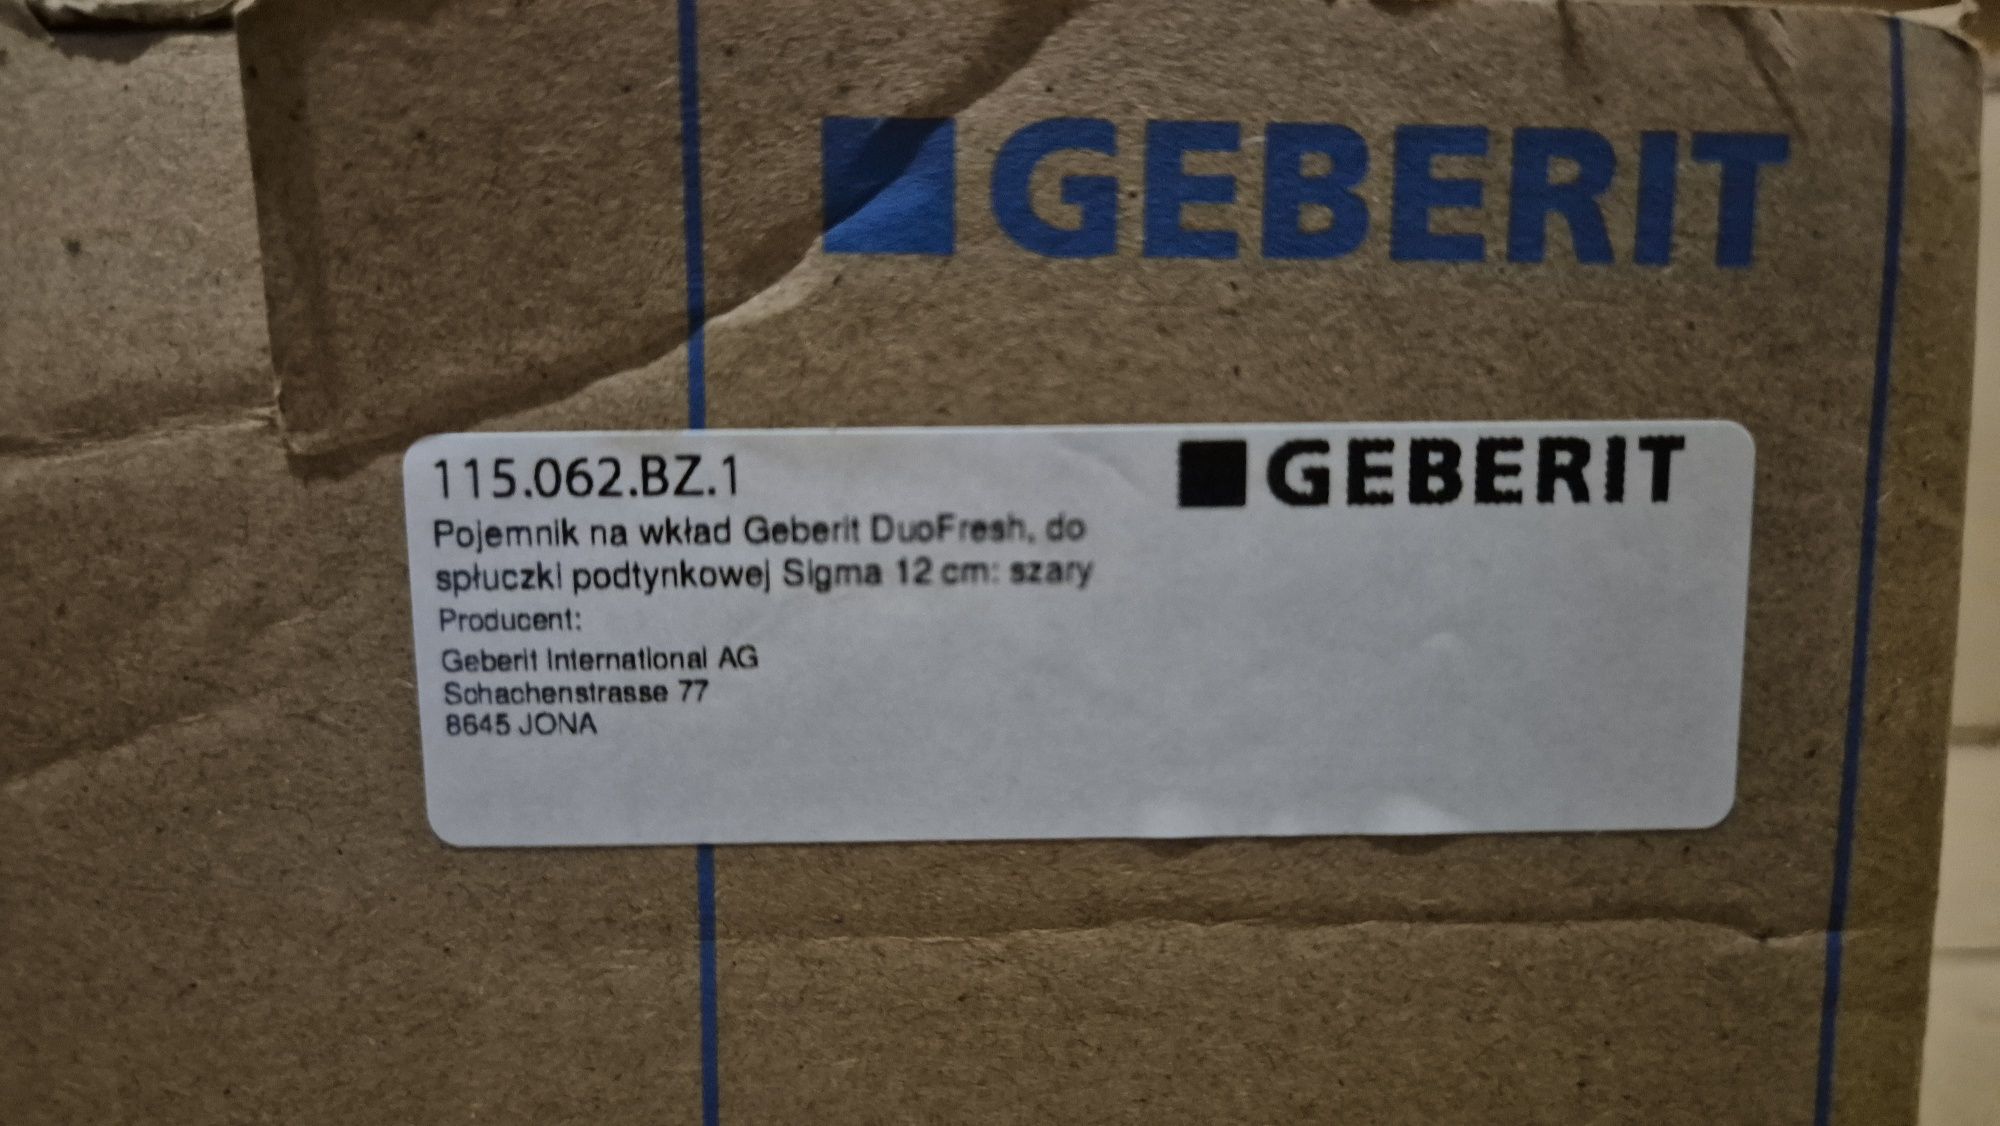 GEBERIT
115.062.BZ.1
GEBERIT
Pojemnik na wkład Geberit DuoFresh, do
spłuczki podtynkowej Sigma 12 cm: szary
Producent:
Geberit International AG
Schachenstrasse 77
8645 JONA